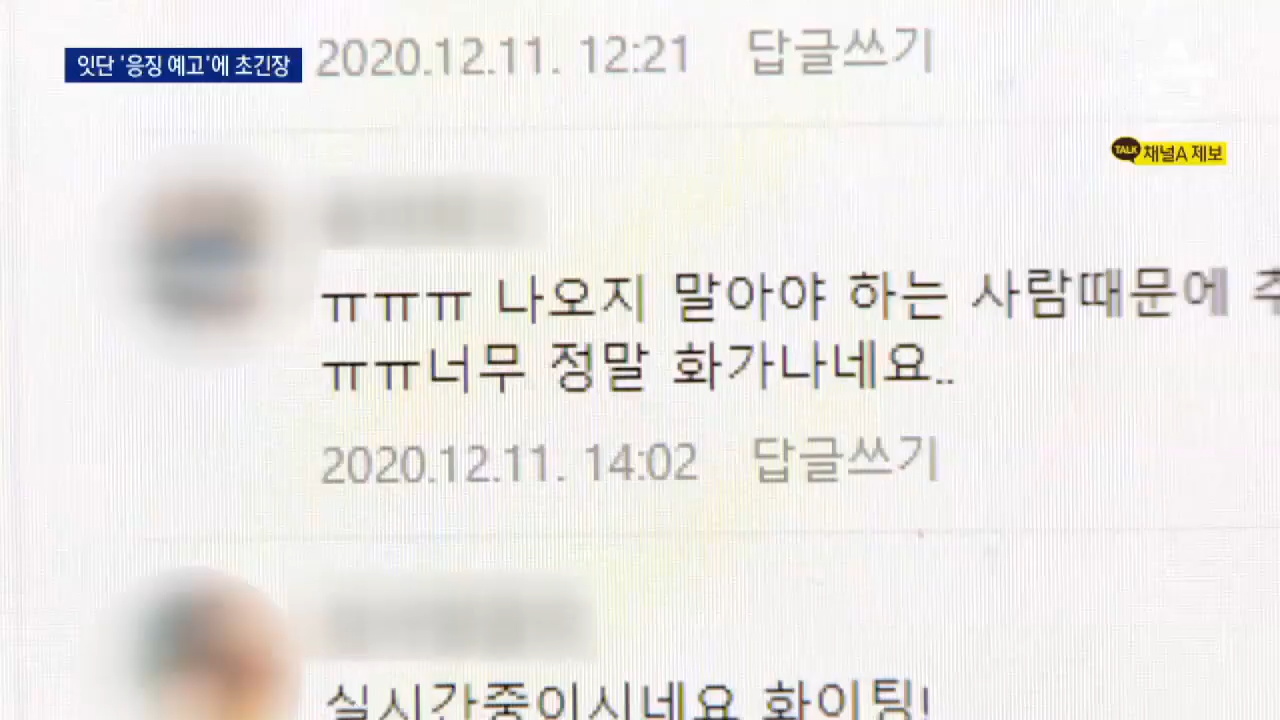 잇단 '응징 예고'에 초긴장
2020.12.11. 12:21 답글쓰기
TALK 채널A 제보
ㅠㅠㅠ 나오지 말아야 하는 사람때문에
ㅠㅠ너무 정말 화가나네요..
2020.12.11. 14:02 답글쓰기
실시간중이시네요 화이팅!